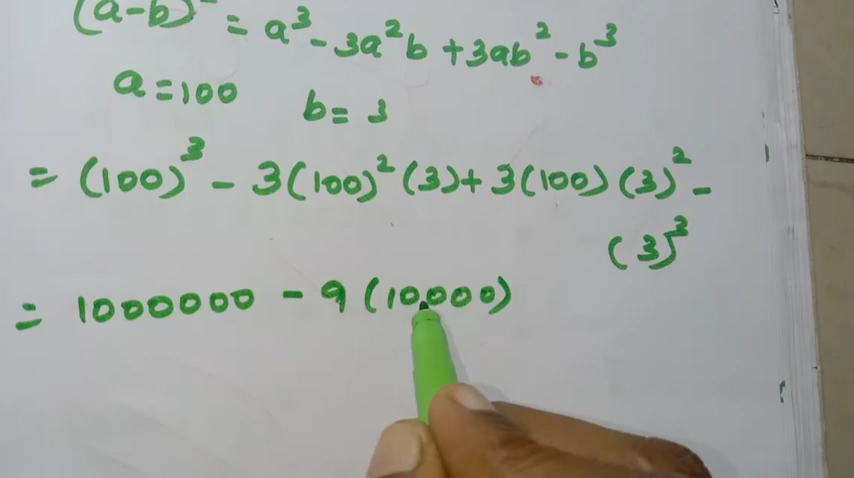 (a-b) = a³ - 3a²b + 3ab² - b³
a = 100 b = 3
= (100)³ - 3(100)²(3) + 3(100)(3)² -
(3)³
= 1000000 - 9(10000)